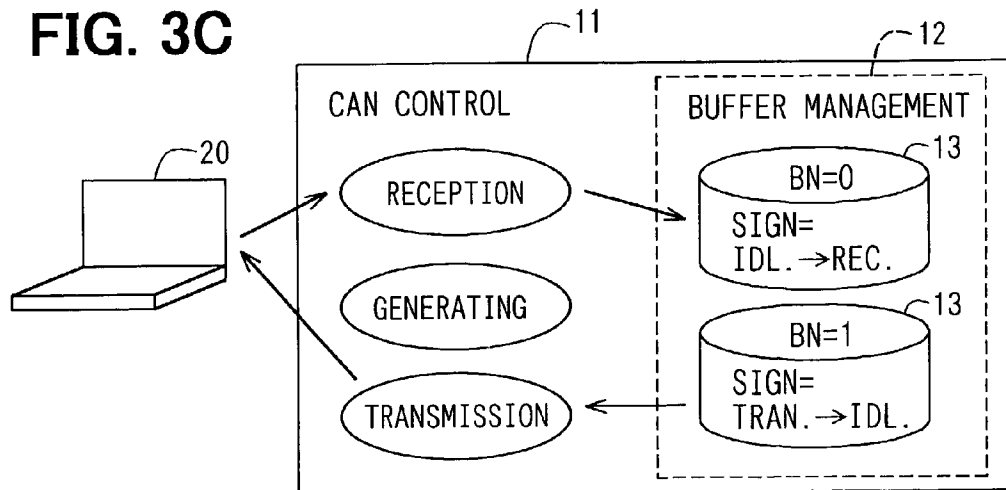 FIG. 3C
11
12
CAN CONTROL
BUFFER MANAGEMENT
20
13
RECEPTION
BN=0
SIGN=
IDL.→REC.
GENERATING
13
BN=1
SIGN=
TRAN.→IDL.
TRANSMISSION